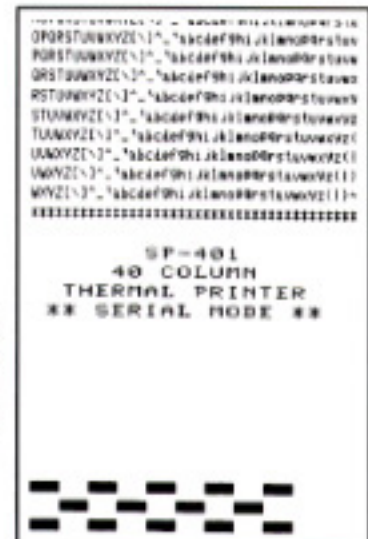 OPQRSTUVWXYZ[\]^_`abcdefghijklmnopqrstuv
PQRSTUVWXYZ[\]^_`abcdefghijklmnopqrstuvw
QRSTUVWXYZ[\]^_`abcdefghijklmnopqrstuvwx
RSTUVWXYZ[\]^_`abcdefghijklmnopqrstuvwxy
STUVWXYZ[\]^_`abcdefghijklmnopqrstuvwxyz
TUVWXYZ[\]^_`abcdefghijklmnopqrstuvwxyz{
UVWXYZ[\]^_`abcdefghijklmnopqrstuvwxyz{|
VWXYZ[\]^_`abcdefghijklmnopqrstuvwxyz{|}
WXYZ[\]^_`abcdefghijklmnopqrstuvwxyz{|}~
****************************************
SP-401
40 COLUMN
THERMAL PRINTER
** SERIAL MODE **